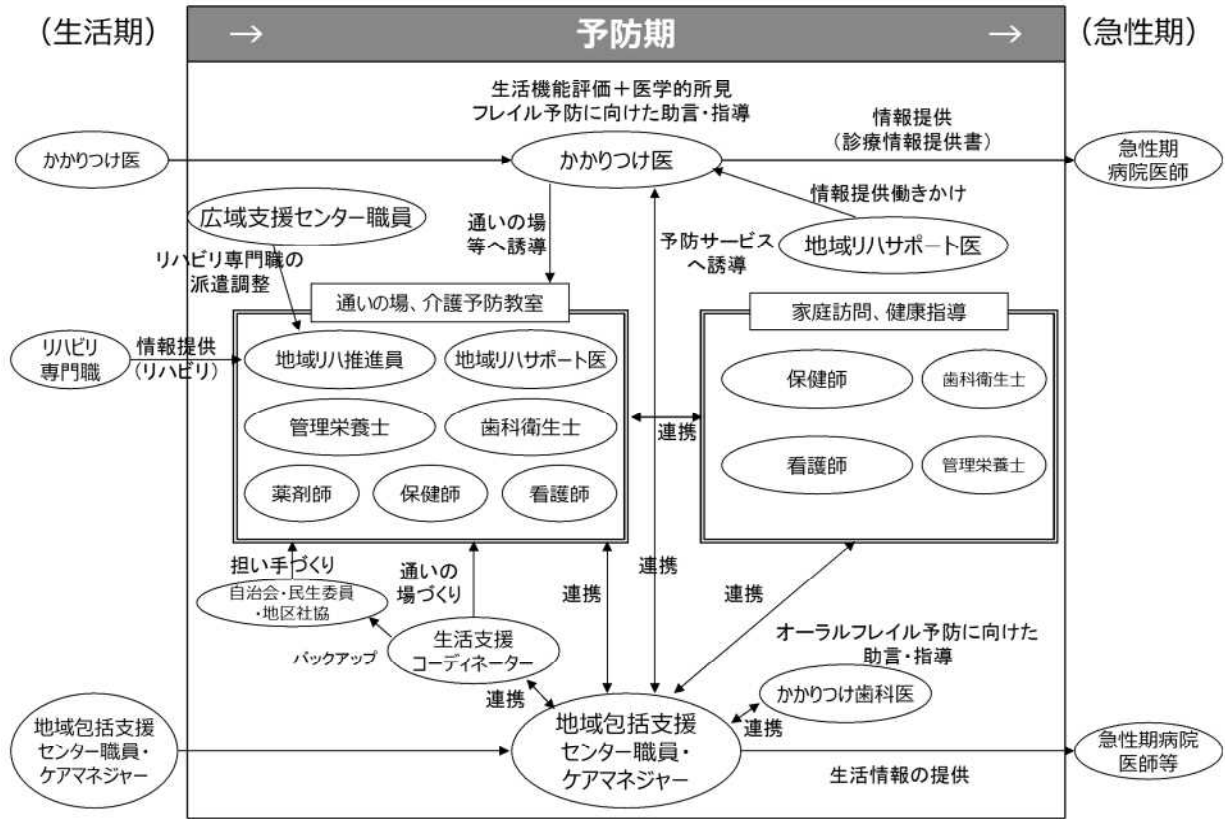 （生活期）
→ 予防期 →
（急性期）
生活機能評価＋医学的所見
フレイル予防に向けた助言・指導
かかりつけ医
かかりつけ医
情報提供
（診療情報提供書）
急性期
病院医師
広域支援センター職員
通いの場
等へ誘導
情報提供働きかけ
予防サービス
へ誘導
地域リハサポート医
リハビリ専門職の
派遣調整
通いの場、介護予防教室
家庭訪問、健康指導
リハビリ
専門職
情報提供
（リハビリ）
地域リハ推進員
地域リハサポート医
管理栄養士
歯科衛生士
薬剤師
保健師
看護師
連携
保健師
歯科衛生士
看護師
管理栄養士
担い手づくり
通いの
場づくり
連携
連携
連携
自治会・民生委員
・地区社協
バックアップ
生活支援
コーディネーター
連携
オーラルフレイル予防に向けた
助言・指導
かかりつけ歯科医
連携
地域包括支援
センター職員・
ケアマネジャー
地域包括支援
センター職員・
ケアマネジャー
生活情報の提供
急性期病院
医師等